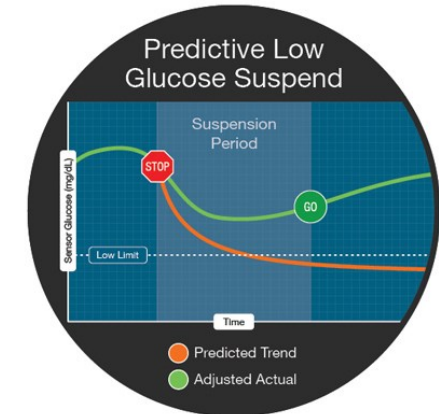 Predictive Low
Glucose Suspend
Suspension
Period
STOP
GO
Sensor Glucose (mg/dL)
Low Limit
Time
Predicted Trend
Adjusted Actual